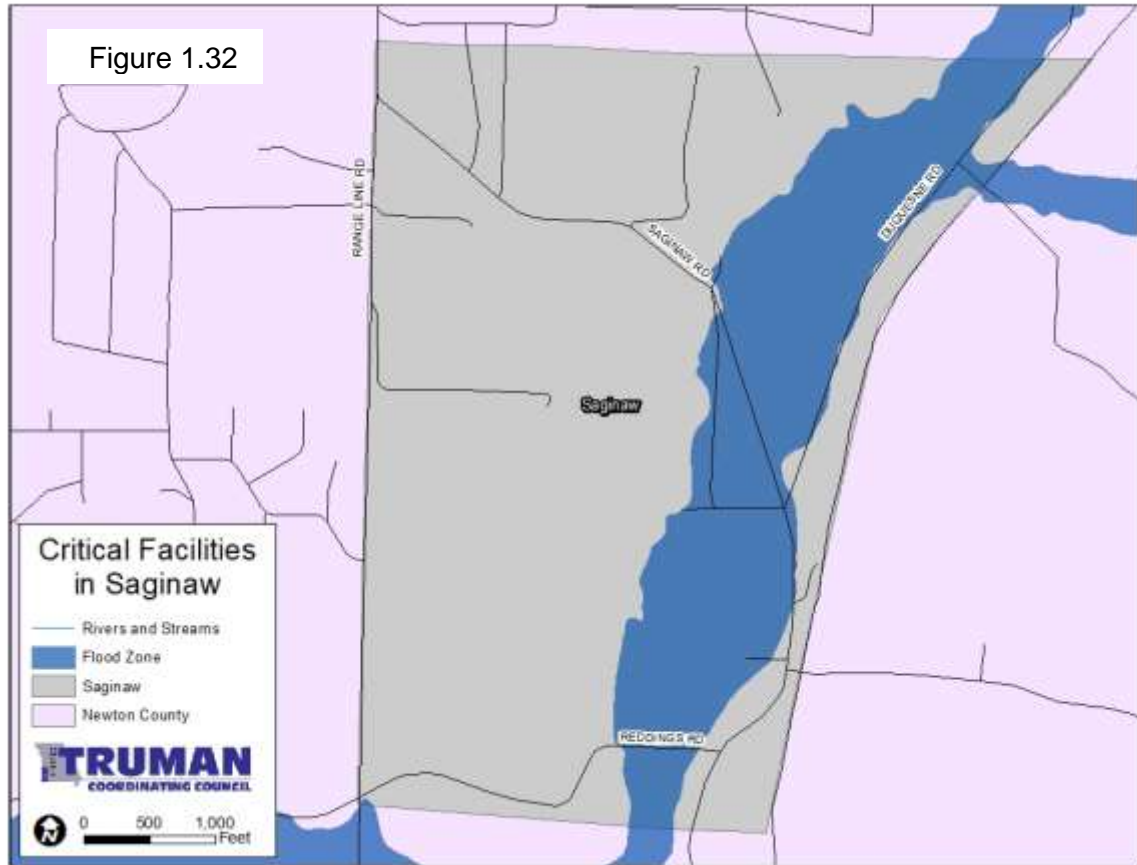 Figure 1.32
RANGE LINE RD
SAGINAW RD
DUQUESNE RD
Saginaw
REDDINGS RD
Critical Facilities
in Saginaw
Rivers and Streams
Flood Zone
Saginaw
Newton County
TRUMAN
COORDINATING COUNCIL
N
0 500 1,000
Feet